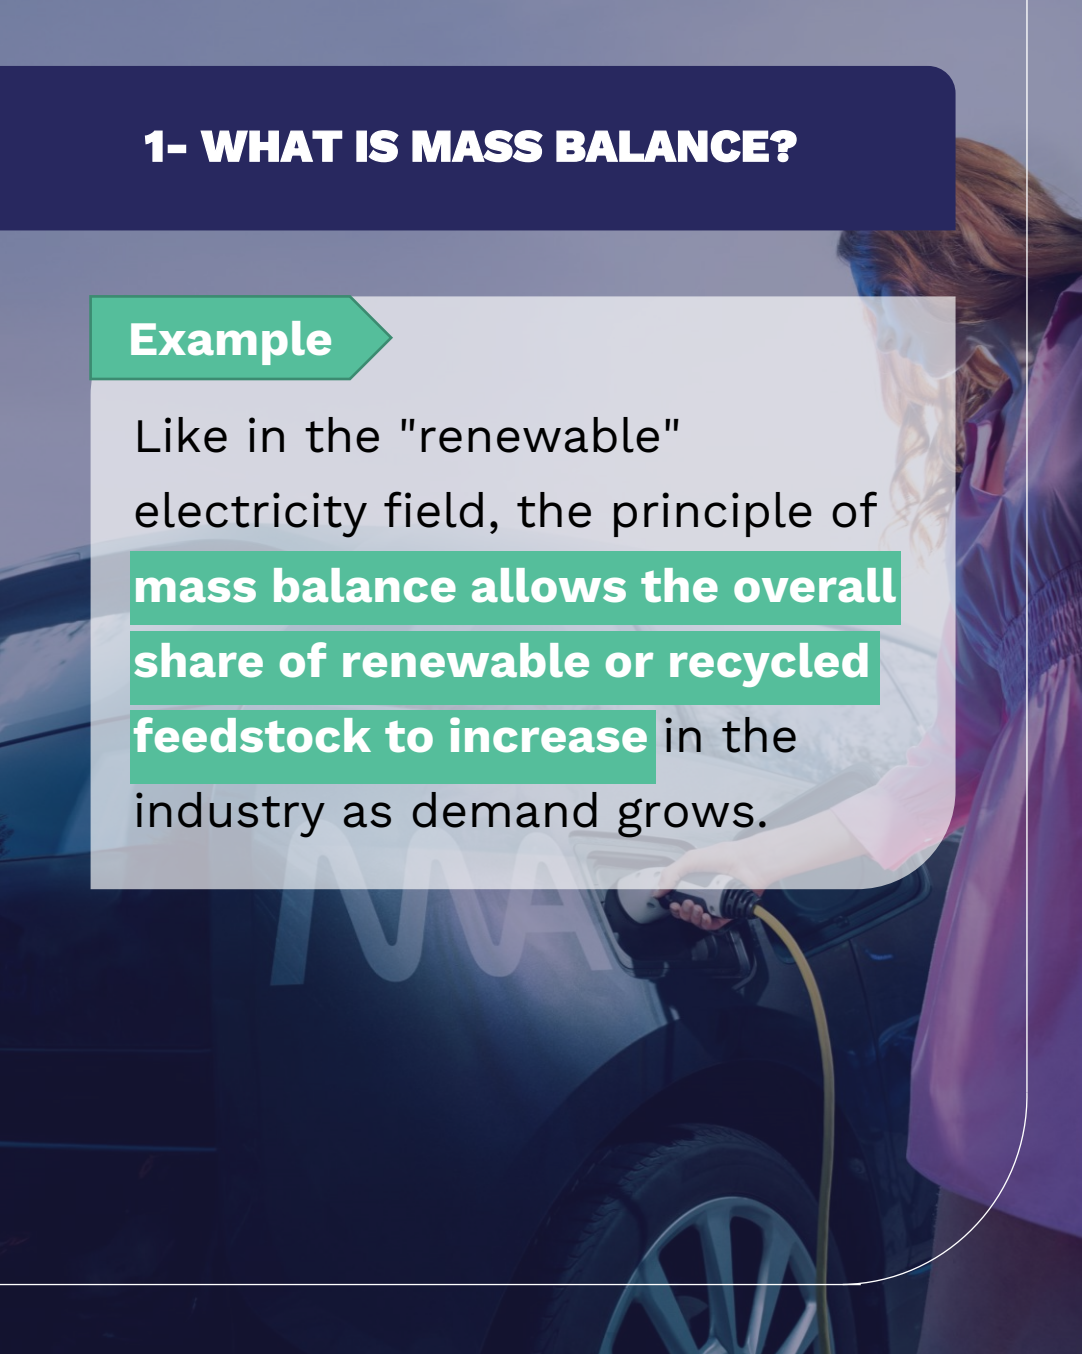 1- WHAT IS MASS BALANCE?
Example
Like in the "renewable"
electricity field, the principle of
mass balance allows the overall
share of renewable or recycled
feedstock to increase in the
industry as demand grows.